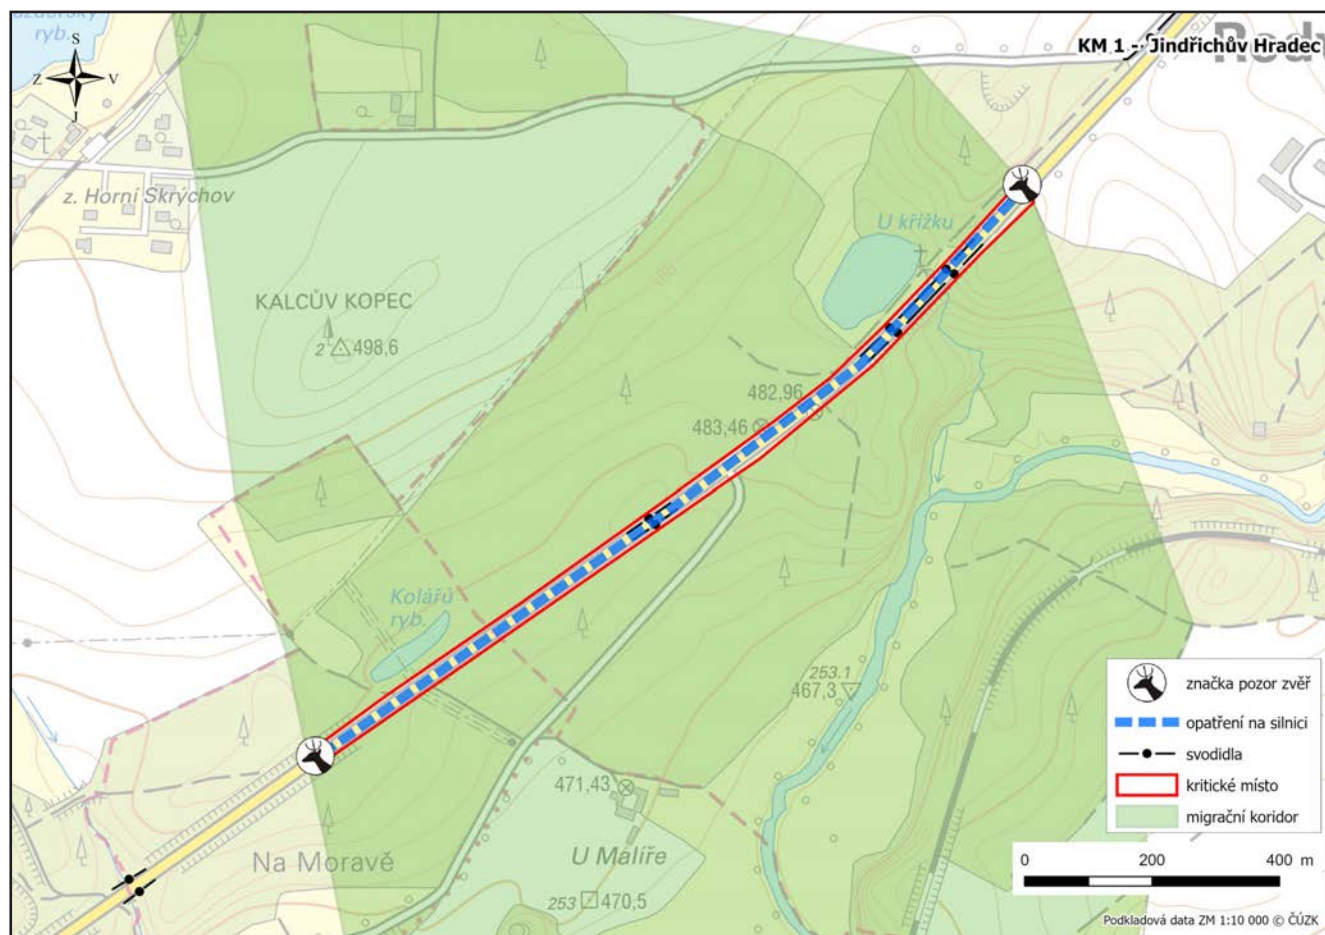 ryb.
S
Z V
J
KM 1 - Jindřichův Hradec
z. Horní Skrýchov
U křížku
KALCŮV KOPEC
2 498,6
482,96
483,46
Kolářů
ryb.
253.1
467,3
471,43
Na Moravě
U Malíře
253 470,5
značka pozor zvěř
opatření na silnici
svodidla
kritické místo
migrační koridor
0 200 400 m
Podkladová data ZM 1:10 000 © ČÚZK